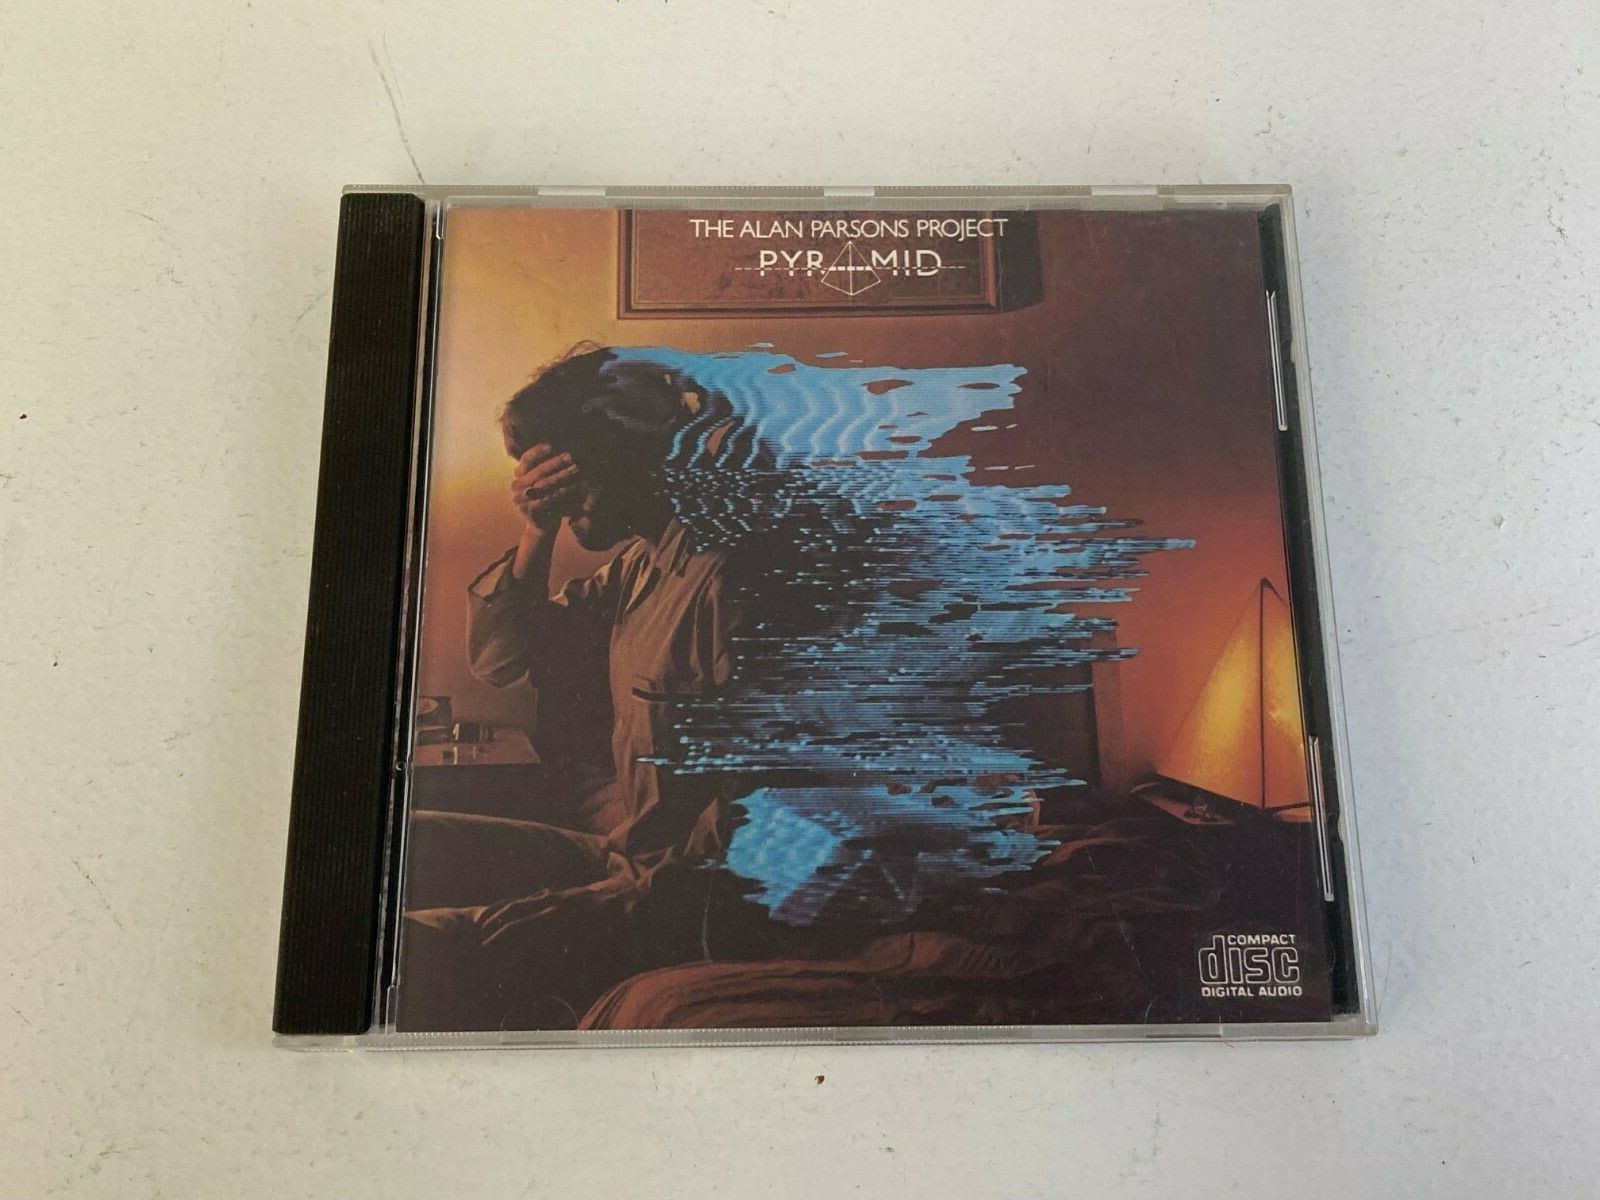 THE ALAN PARSONS PROJECT
PYRAMID
COMPACT
disc
DIGITAL AUDIO